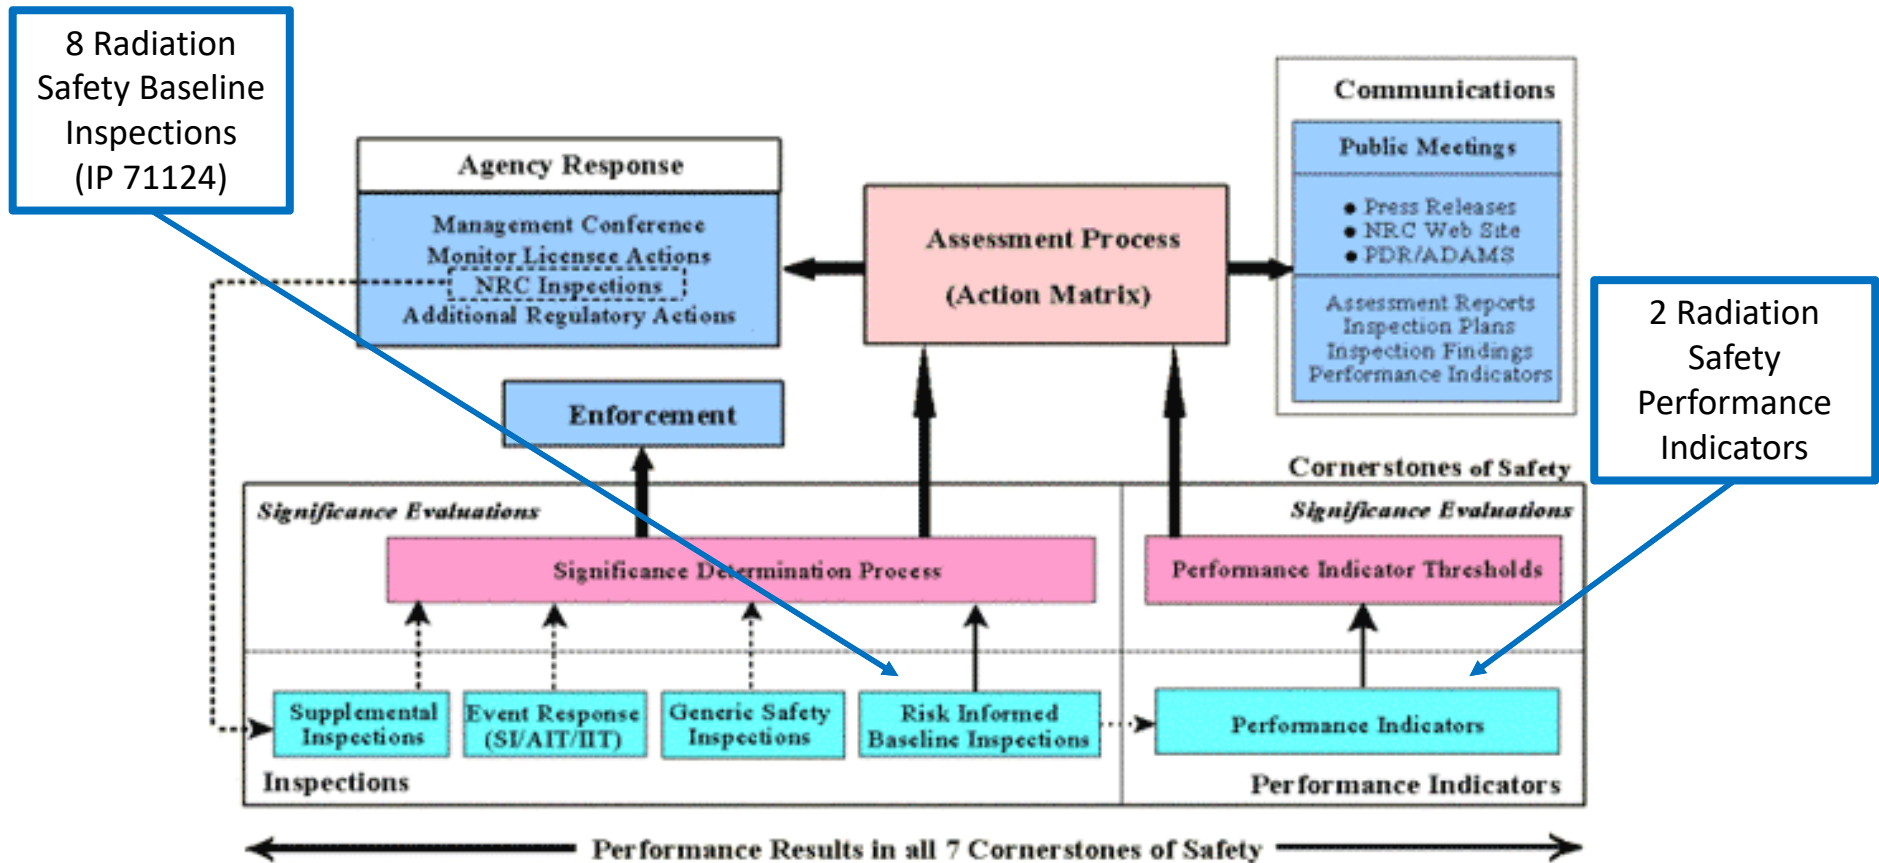 8 Radiation
Safety Baseline
Inspections
(IP 71124)
Agency Response
Management Conference
Monitor Licensee Actions
NRC Inspections
Additional Regulatory Actions
Assessment Process
(Action Matrix)
Communications
Public Meetings
● Press Releases
● NRC Web Site
● PDR/ADAMS
Assessment Reports
Inspection Plans
Inspection Findings
Performance Indicators
2 Radiation
Safety
Performance
Indicators
Enforcement
Cornerstones of Safety
Significance Evaluations
Significance Evaluations
Significance Determination Process
Performance Indicator Thresholds
Supplemental
Inspections
Event Response
(SI/AIT/IIT)
Generic Safety
Inspections
Risk Informed
Baseline Inspections
Performance Indicators
Inspections
Performance Indicators
Performance Results in all 7 Cornerstones of Safety